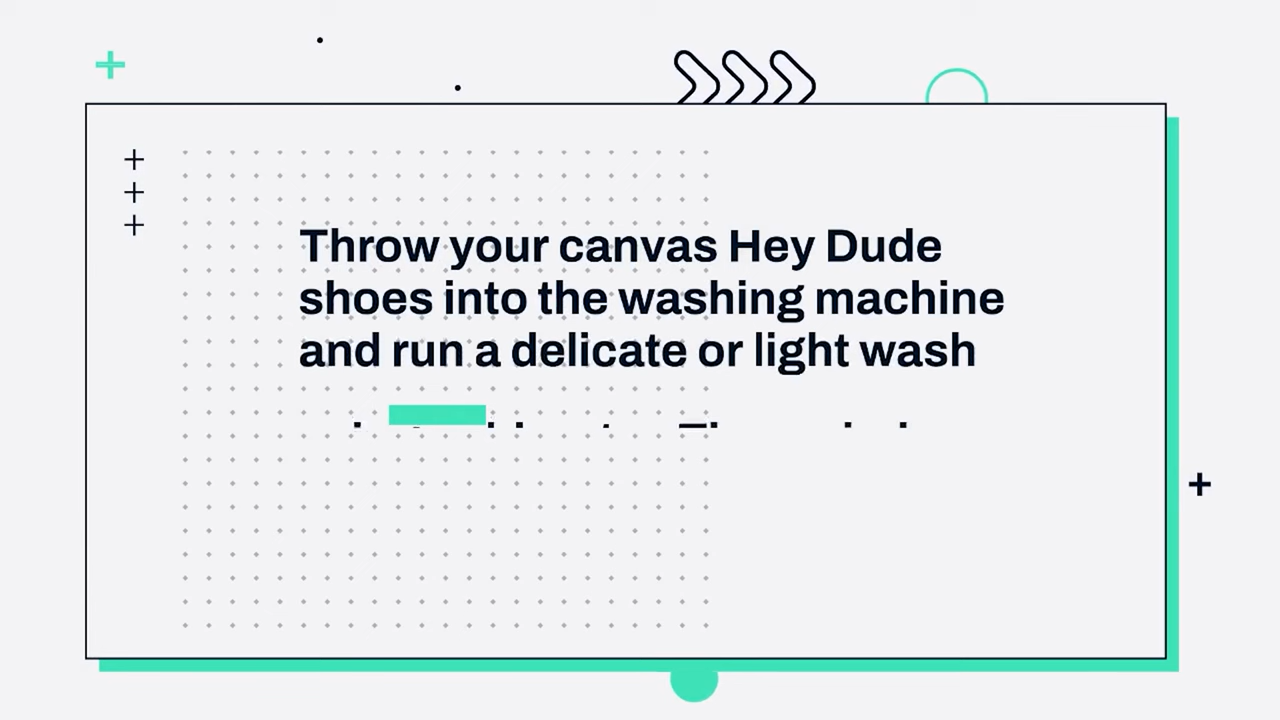 Throw your canvas Hey Dude
shoes into the washing machine
and run a delicate or light wash